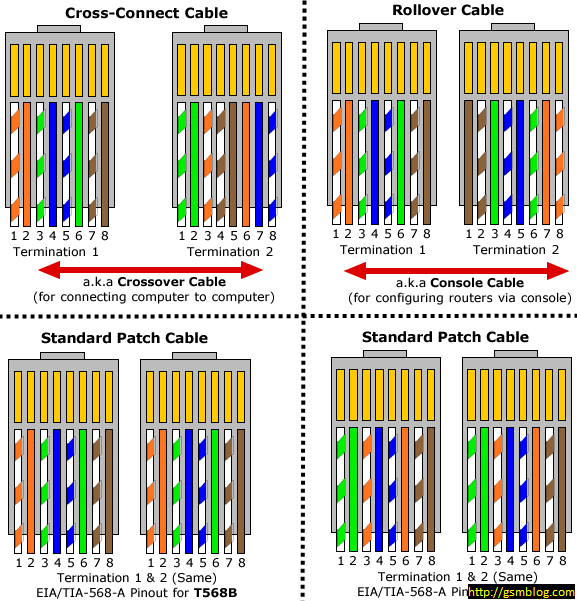 Cross-Connect Cable
1 2 3 4 5 6 7 8
Termination 1
1 2 3 4 5 6 7 8
Termination 2
a.k.a Crossover Cable
(for connecting computer to computer)
Rollover Cable
1 2 3 4 5 6 7 8
Termination 1
1 2 3 4 5 6 7 8
Termination 2
a.k.a Console Cable
(for configuring routers via console)
Standard Patch Cable
1 2 3 4 5 6 7 8
1 2 3 4 5 6 7 8
Termination 1 & 2 (Same)
EIA/TIA-568-A Pinout for T568B
Standard Patch Cable
1 2 3 4 5 6 7 8
1 2 3 4 5 6 7 8
Termination 1 & 2 (Same)
EIA/TIA-568-A
http://gsmblog.com